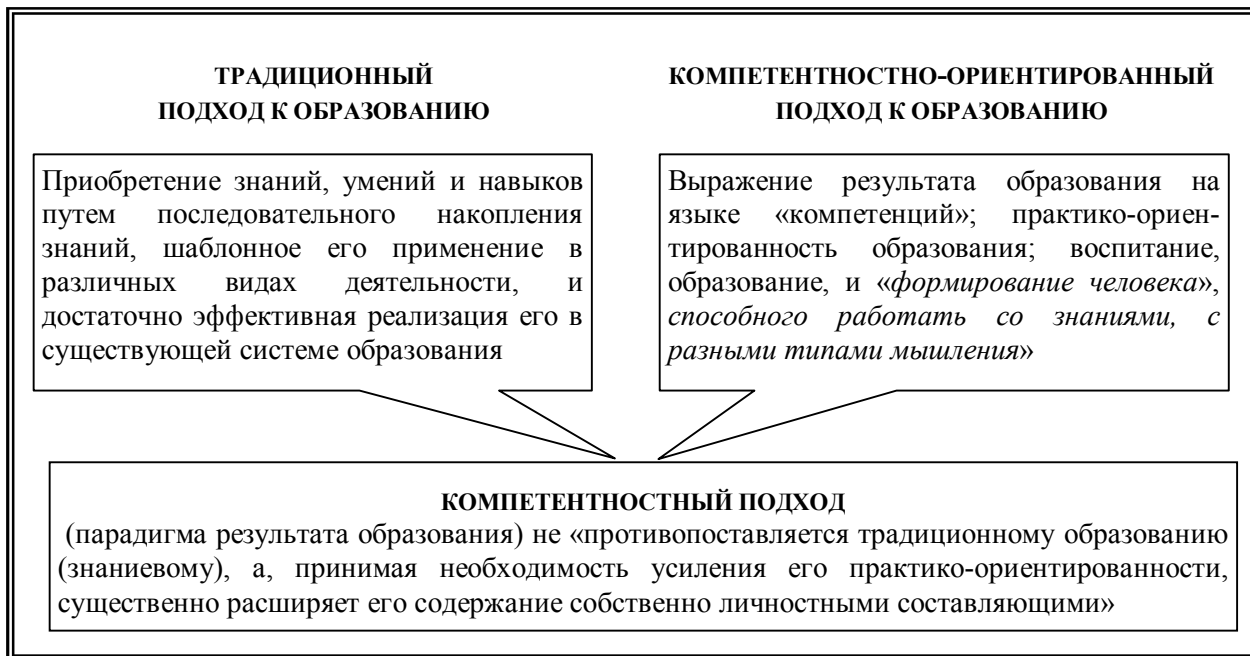 ТРАДИЦИОННЫЙ
ПОДХОД К ОБРАЗОВАНИЮ
Приобретение знаний, умений и навыков
путем последовательного накопления
знаний, шаблонное его применение в
различных видах деятельности, и
достаточно эффективная реализация его в
существующей системе образования
КОМПЕТЕНТНОСТНО-ОРИЕНТИРОВАННЫЙ
ПОДХОД К ОБРАЗОВАНИЮ
Выражение результата образования на
языке «компетенций»; практико-ориен-
тированность образования; воспитание,
образование, и «формирование человека»,
способного работать со знаниями, с
разными типами мышления»
КОМПЕТЕНТНОСТНЫЙ ПОДХОД
(парадигма результата образования) не «противопоставляется традиционному образованию
(знаниевому), а, принимая необходимость усиления его практико-ориентированности,
существенно расширяет его содержание собственно личностными составляющими»